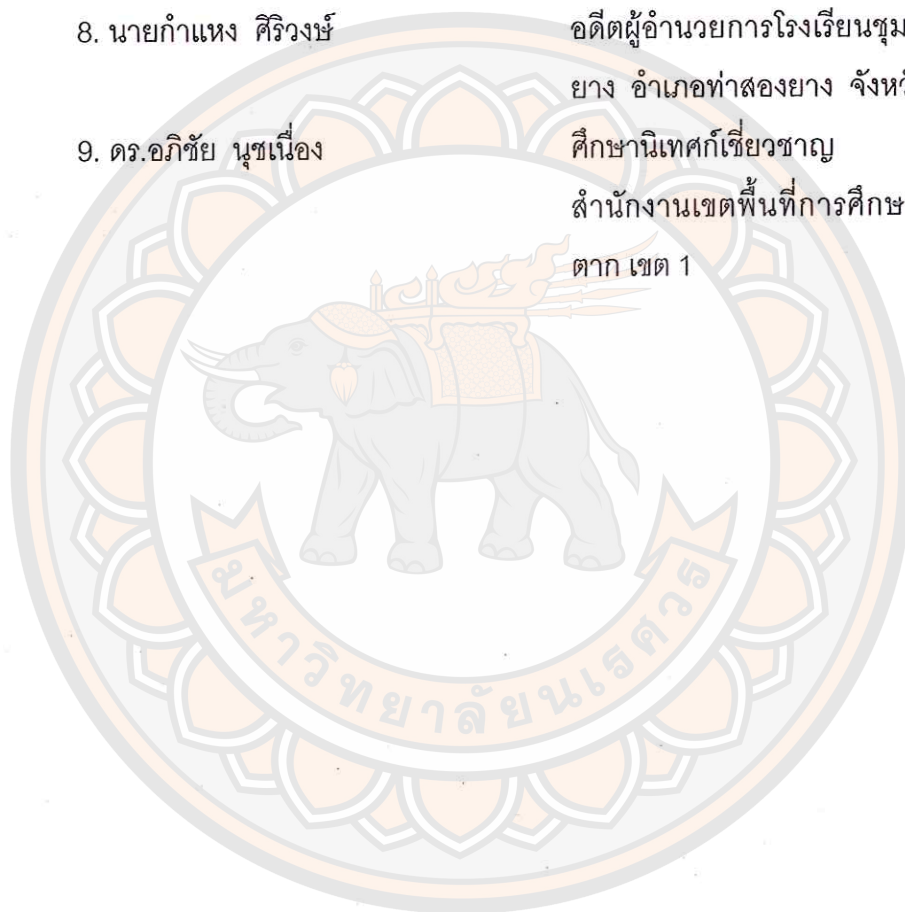 8. นายกำแหง ศิริวงษ์ อดีตผู้อำนวยการโรงเรียนชุม
ยาง อำเภอท่าสองยาง จังหวั
9. ดร.อภิชัย นุชเนื่อง ศึกษานิเทศก์เชี่ยวชาญ
สำนักงานเขตพื้นที่การศึกษ
ตาก เขต 1
มหาวิทยาลัยนเรศวร